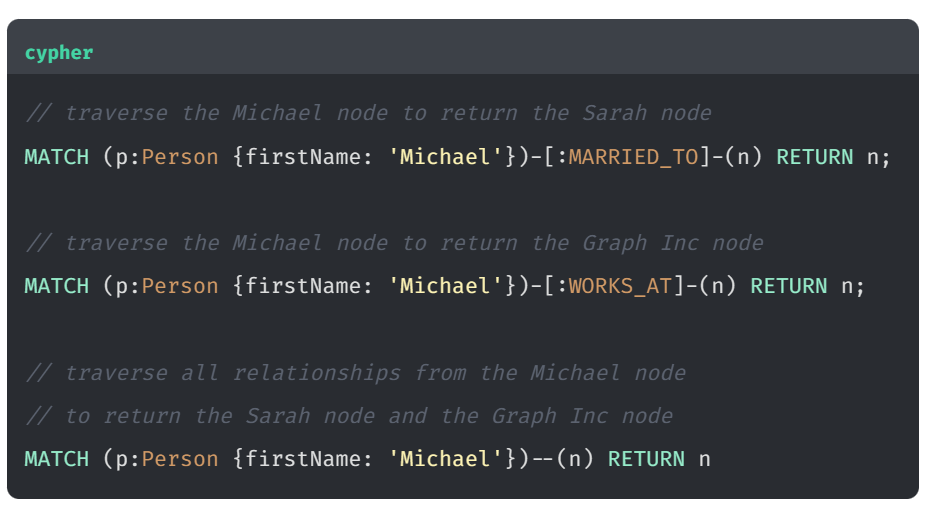 cypher
// traverse the Michael node to return the Sarah node
MATCH (p:Person {firstName: 'Michael'})-[:MARRIED_TO]-(n) RETURN n;
// traverse the Michael node to return the Graph Inc node
MATCH (p:Person {firstName: 'Michael'})-[:WORKS_AT]-(n) RETURN n;
// traverse all relationships from the Michael node
// to return the Sarah node and the Graph Inc node
MATCH (p:Person {firstName: 'Michael'})--(n) RETURN n